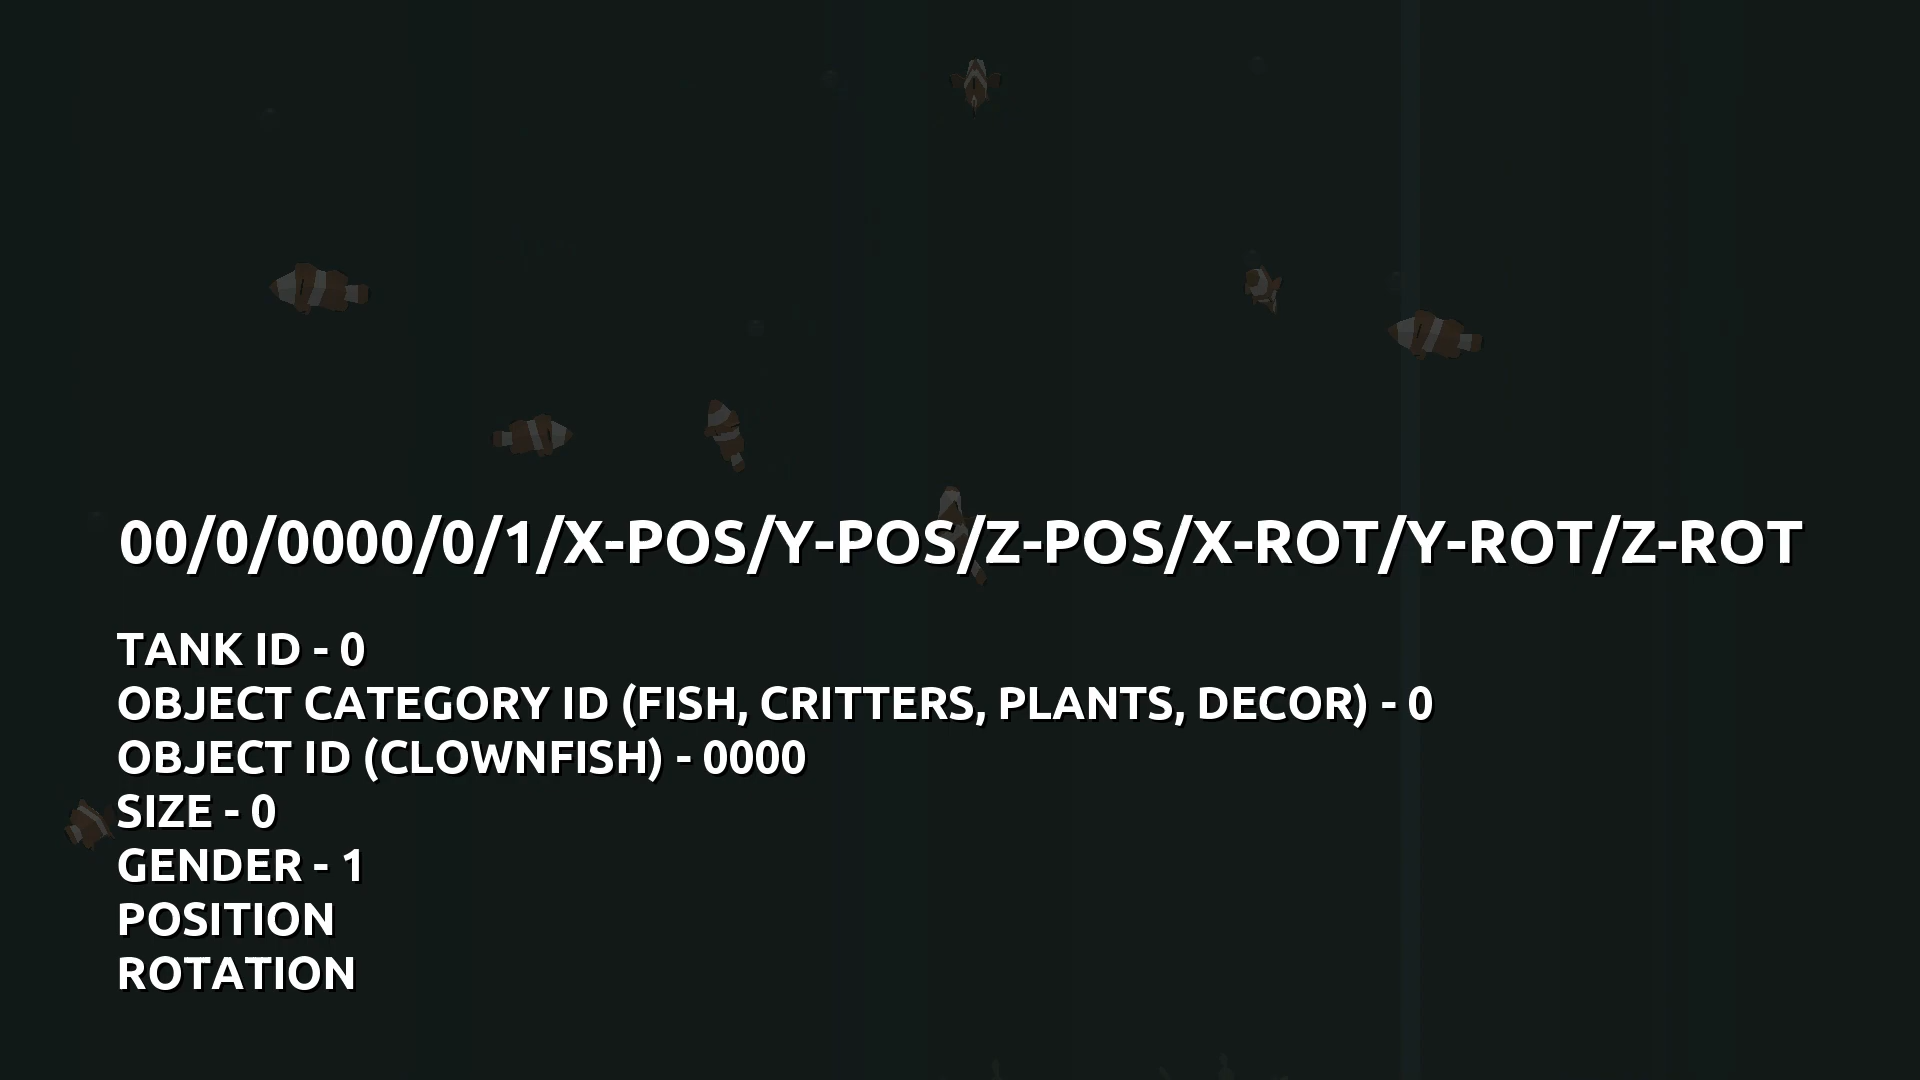 00/0/0000/0/1/X-POS/Y-POS/Z-POS/X-ROT/Y-ROT/Z-ROT
TANK ID - 0
OBJECT CATEGORY ID (FISH, CRITTERS, PLANTS, DECOR) - 0
OBJECT ID (CLOWNFISH) - 0000
SIZE - 0
GENDER - 1
POSITION
ROTATION